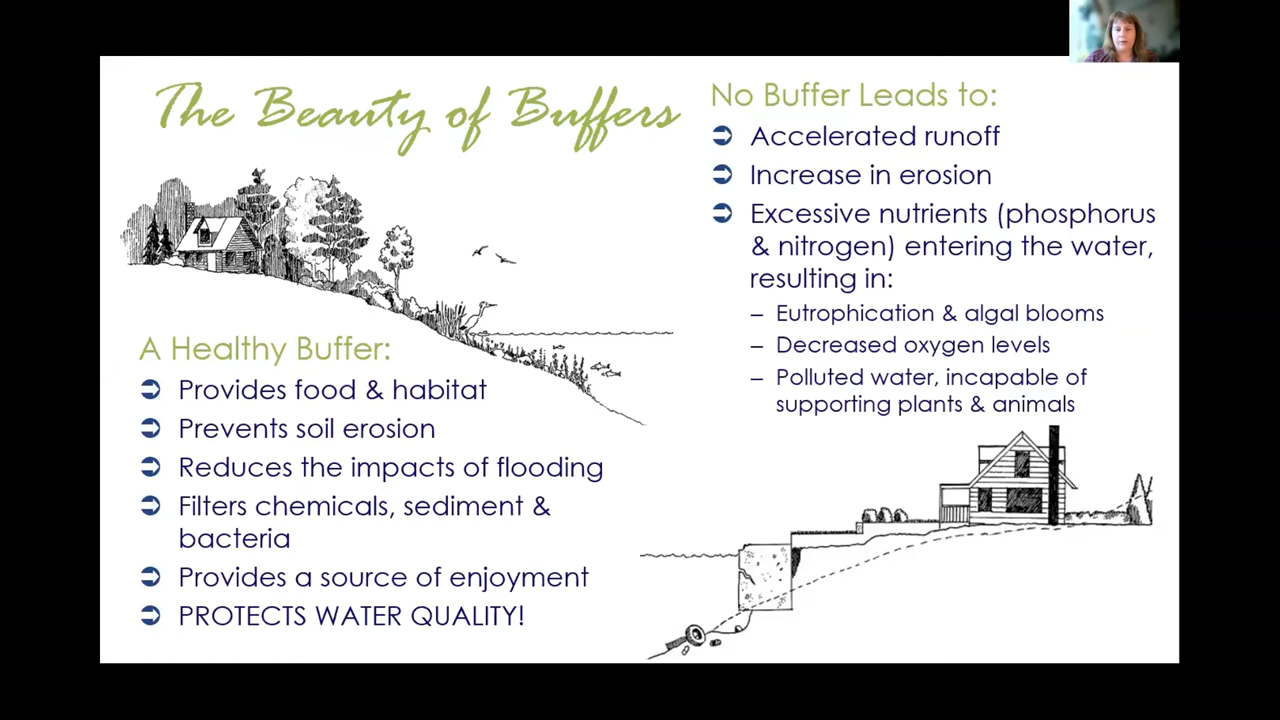 The Beauty of Buffers
A Healthy Buffer:
Provides food & habitat
Prevents soil erosion
Reduces the impacts of flooding
Filters chemicals, sediment &
bacteria
Provides a source of enjoyment
PROTECTS WATER QUALITY!
No Buffer Leads to:
Accelerated runoff
Increase in erosion
Excessive nutrients (phosphorus
& nitrogen) entering the water,
resulting in:
– Eutrophication & algal blooms
– Decreased oxygen levels
– Polluted water, incapable of
supporting plants & animals